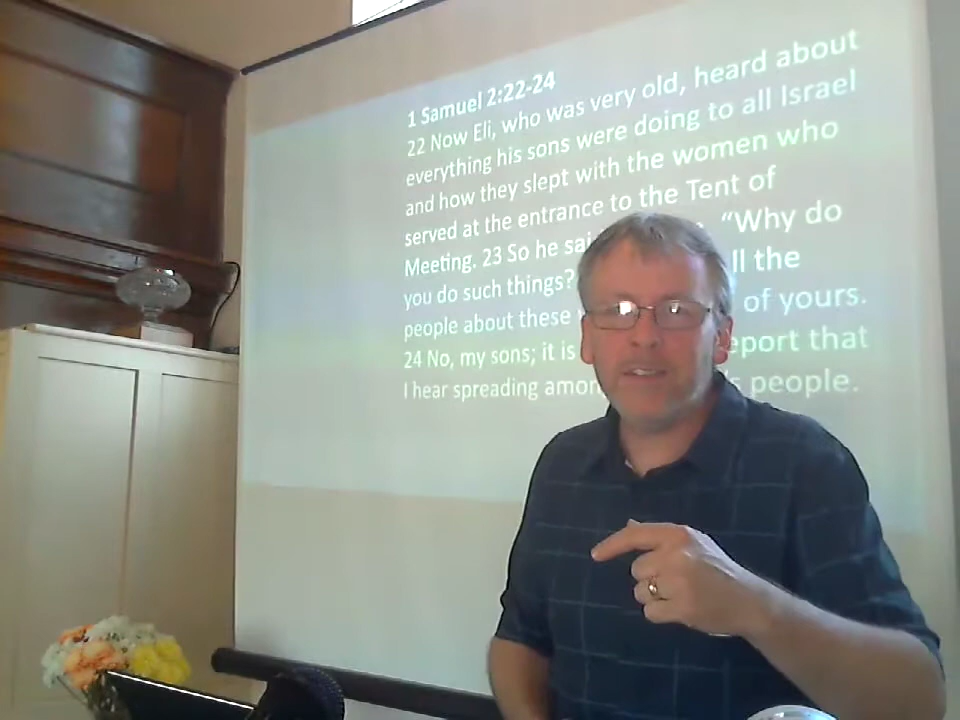 1 Samuel 2:22-24
22 Now Eli, who was very old, heard about
everything his sons were doing to all Israel
and how they slept with the women who
served at the entrance to the Tent of
Meeting. 23 So he sai "Why do
you do such things? ll the
people about these of yours.
24 No, my sons; it is eport that
I hear spreading amon people.